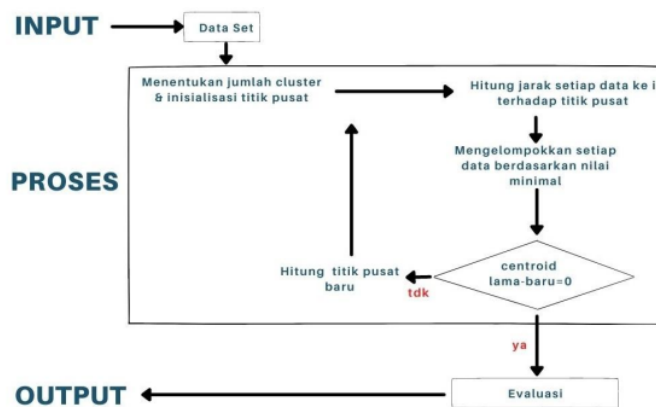 INPUT
Data Set
Menentukan jumlah cluster
& inisialisasi titik pusat
Hitung jarak setiap data ke i
terhadap titik pusat
PROSES
Mengelompokkan setiap
data berdasarkan nilai
minimal
centroid
lama-baru=0
Hitung titik pusat
baru
tdk
ya
OUTPUT
Evaluasi